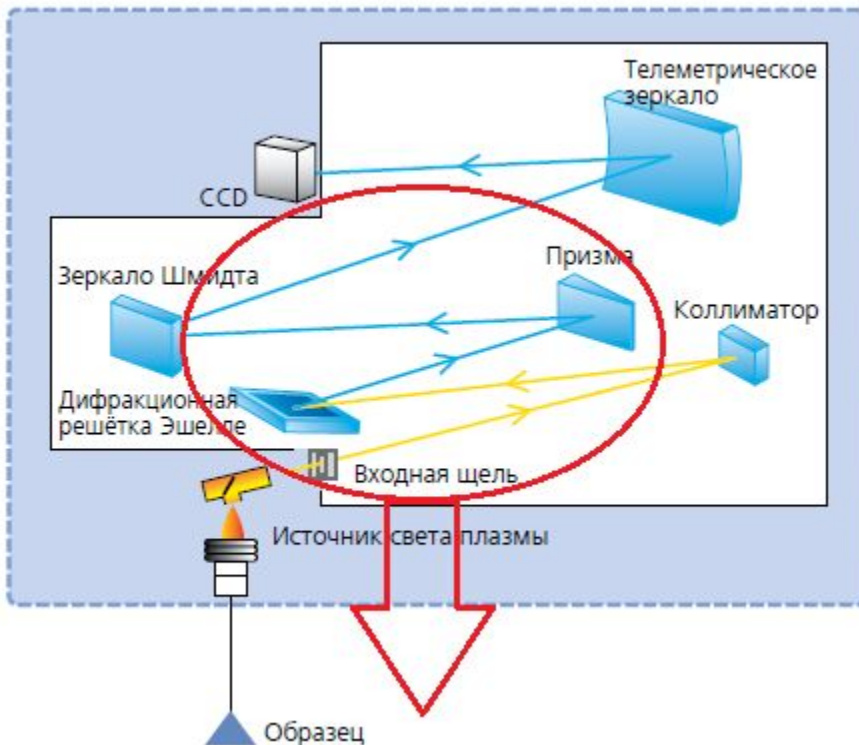 Телеметрическое
зеркало
CCD
Зеркало Шмидта
Призма
Коллиматор
Дифракционная
решётка Эшелле
Входная щель
Источник света плазмы
Образец